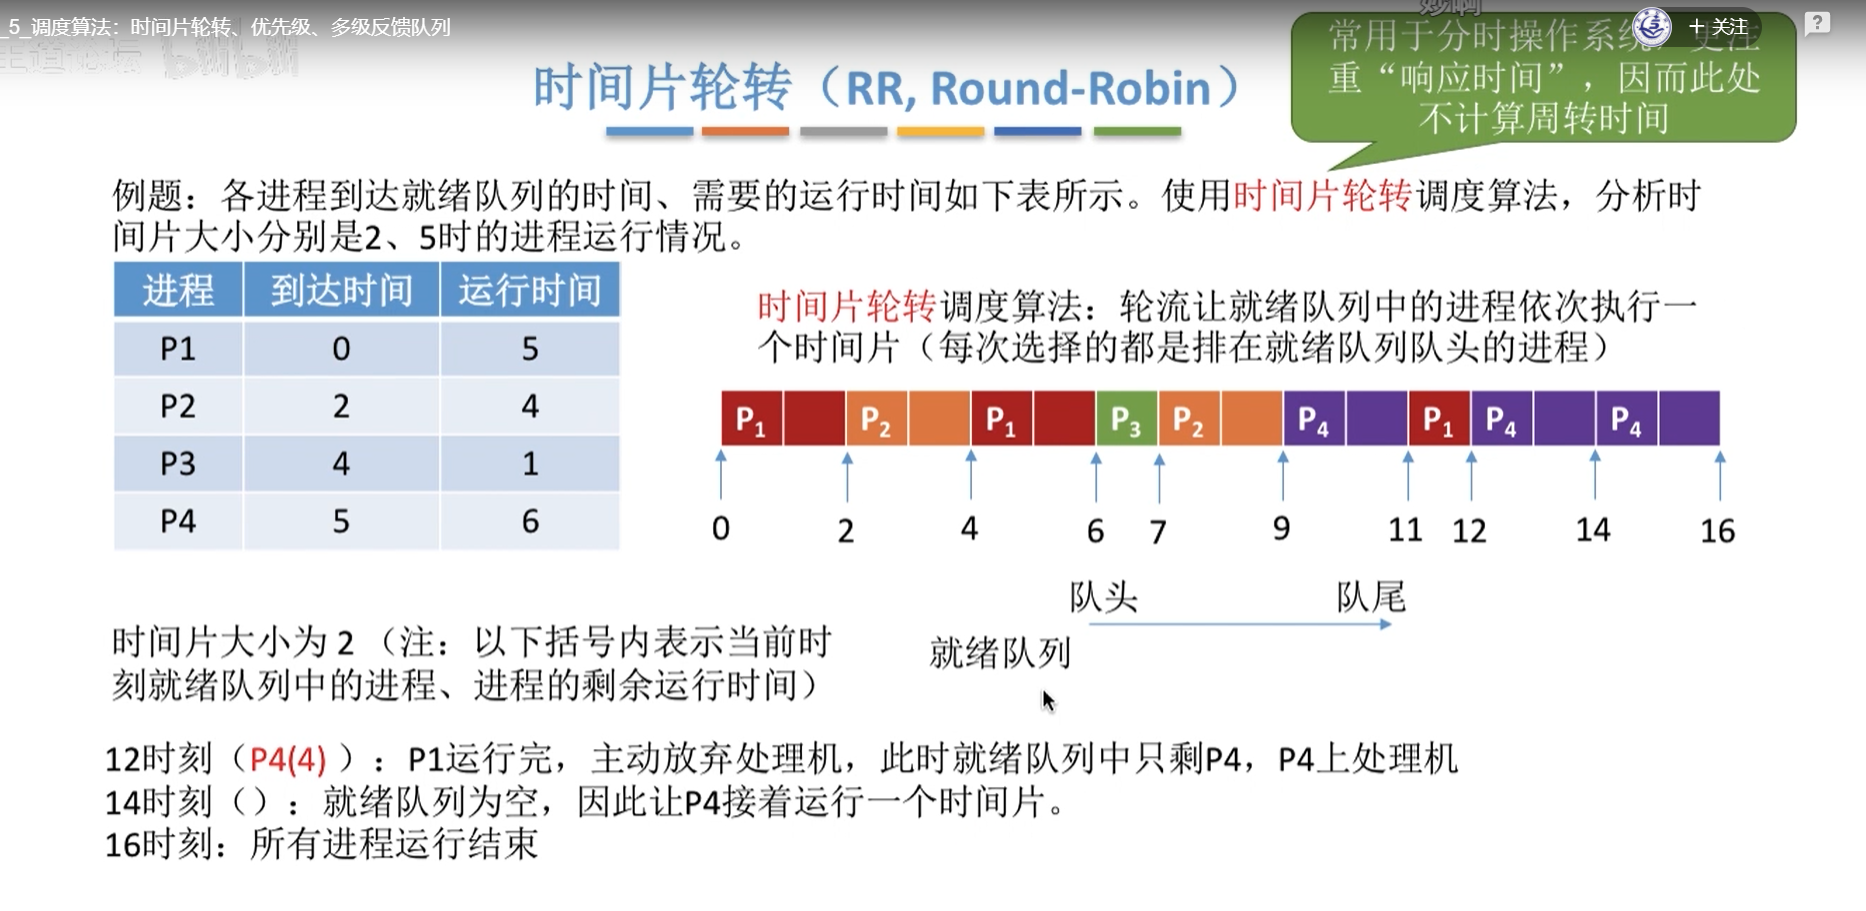 _5_调度算法：时间片轮转、优先级、多级反馈队列
妙啊
+ 关注
?
王道论坛 bilibili
时间片轮转（RR, Round-Robin）
常用于分时操作系统，更注
重“响应时间”，因而此处
不计算周转时间
例题：各进程到达就绪队列的时间、需要的运行时间如下表所示。使用时间片轮转调度算法，分析时
间片大小分别是2、5时的进程运行情况。
进程 到达时间 运行时间
P1 0 5
P2 2 4
P3 4 1
P4 5 6
时间片轮转调度算法：轮流让就绪队列中的进程依次执行一
个时间片（每次选择的都是排在就绪队列队头的进程）
P1 P2 P1 P3 P2 P4 P1 P4 P4
0 2 4 6 7 9 11 12 14 16
队头 队尾
就绪队列
时间片大小为 2 （注：以下括号内表示当前时
刻就绪队列中的进程、进程的剩余运行时间）
12时刻（P4(4) ）：P1运行完，主动放弃处理机，此时就绪队列中只剩P4，P4上处理机
14时刻（）：就绪队列为空，因此让P4接着运行一个时间片。
16时刻：所有进程运行结束